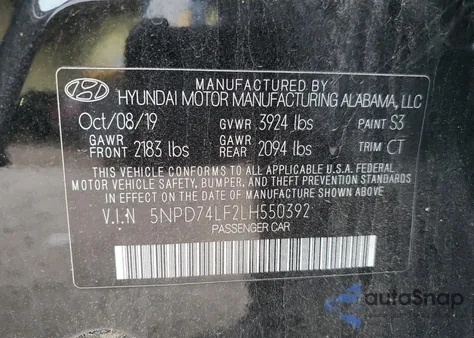 MANUFACTURED BY
HYUNDAI MOTOR MANUFACTURING ALABAMA, LLC
Oct/08/19 GVWR 3924 lbs PAINT S3
GAWR FRONT 2183 lbs GAWR REAR 2094 lbs TRIM CT
THIS VEHICLE CONFORMS TO ALL APPLICABLE U.S.A. FEDERAL
MOTOR VEHICLE SAFETY, BUMPER, AND THEFT PREVENTION STANDARDS
IN EFFECT ON THE DATE OF MANUFACTURE SHOWN ABOVE.
V.I.N 5NPD74LF2LH550392
PASSENGER CAR
autoSnap